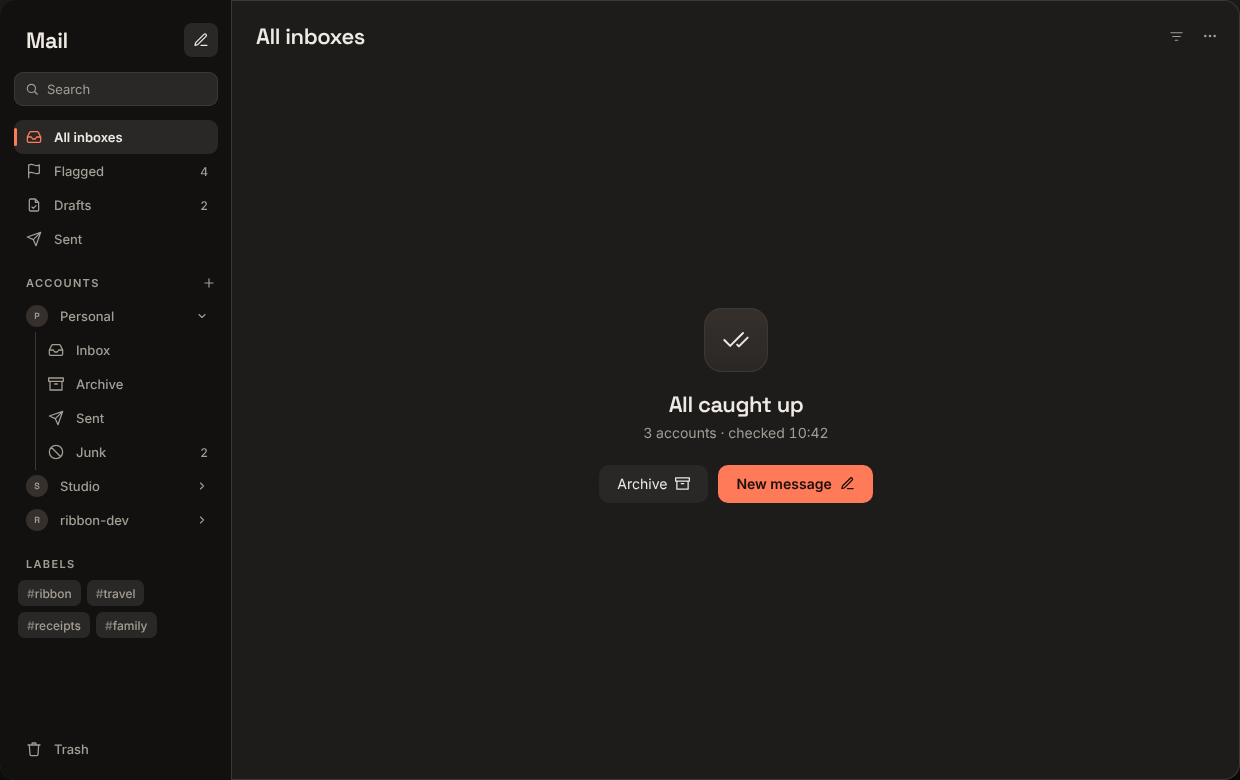 Mail
Search
All inboxes
Flagged 4
Drafts 2
Sent
ACCOUNTS
P Personal
Inbox
Archive
Sent
Junk 2
S Studio
R ribbon-dev
LABELS
#ribbon #travel
#receipts #family
Trash
All inboxes
All caught up
3 accounts · checked 10:42
Archive New message